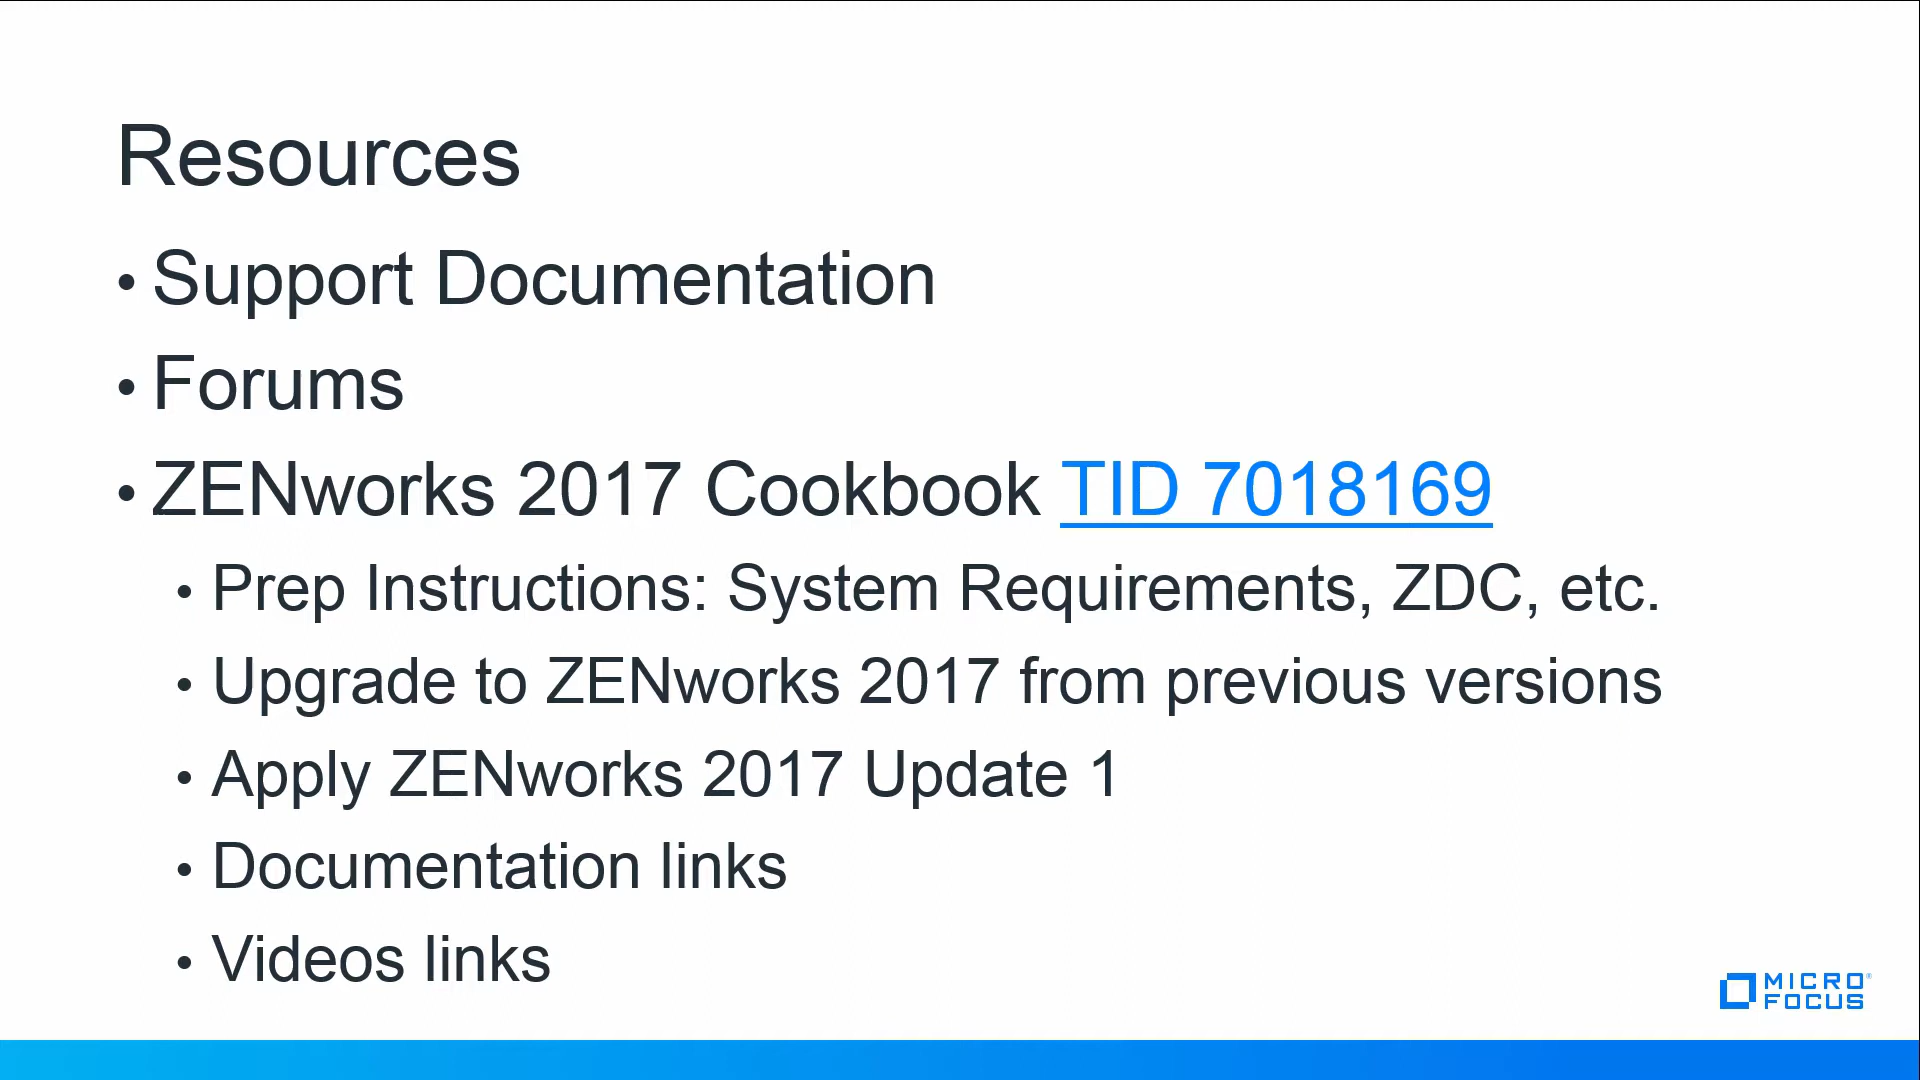 Resources
• Support Documentation
• Forums
• ZENworks 2017 Cookbook TID 7018169
• Prep Instructions: System Requirements, ZDC, etc.
• Upgrade to ZENworks 2017 from previous versions
• Apply ZENworks 2017 Update 1
• Documentation links
• Videos links
MICRO®
FOCUS